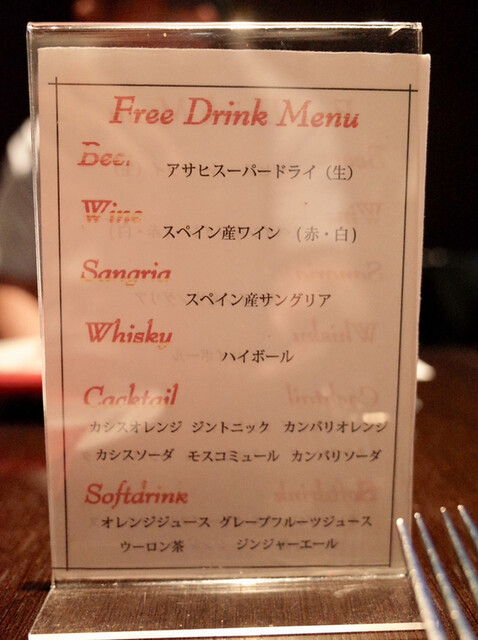 Free Drink Menu
Beer
アサヒスーパードライ（生）
Wine
スペイン産ワイン （赤・白）
Sangria
スペイン産サングリア
Whisky
ハイボール
Cocktail
カシスオレンジ ジントニック カンパリオレンジ
カシスソーダ モスコミュール カンパリソーダ
Softdrink
オレンジジュース グレープフルーツジュース
ウーロン茶 ジンジャーエール